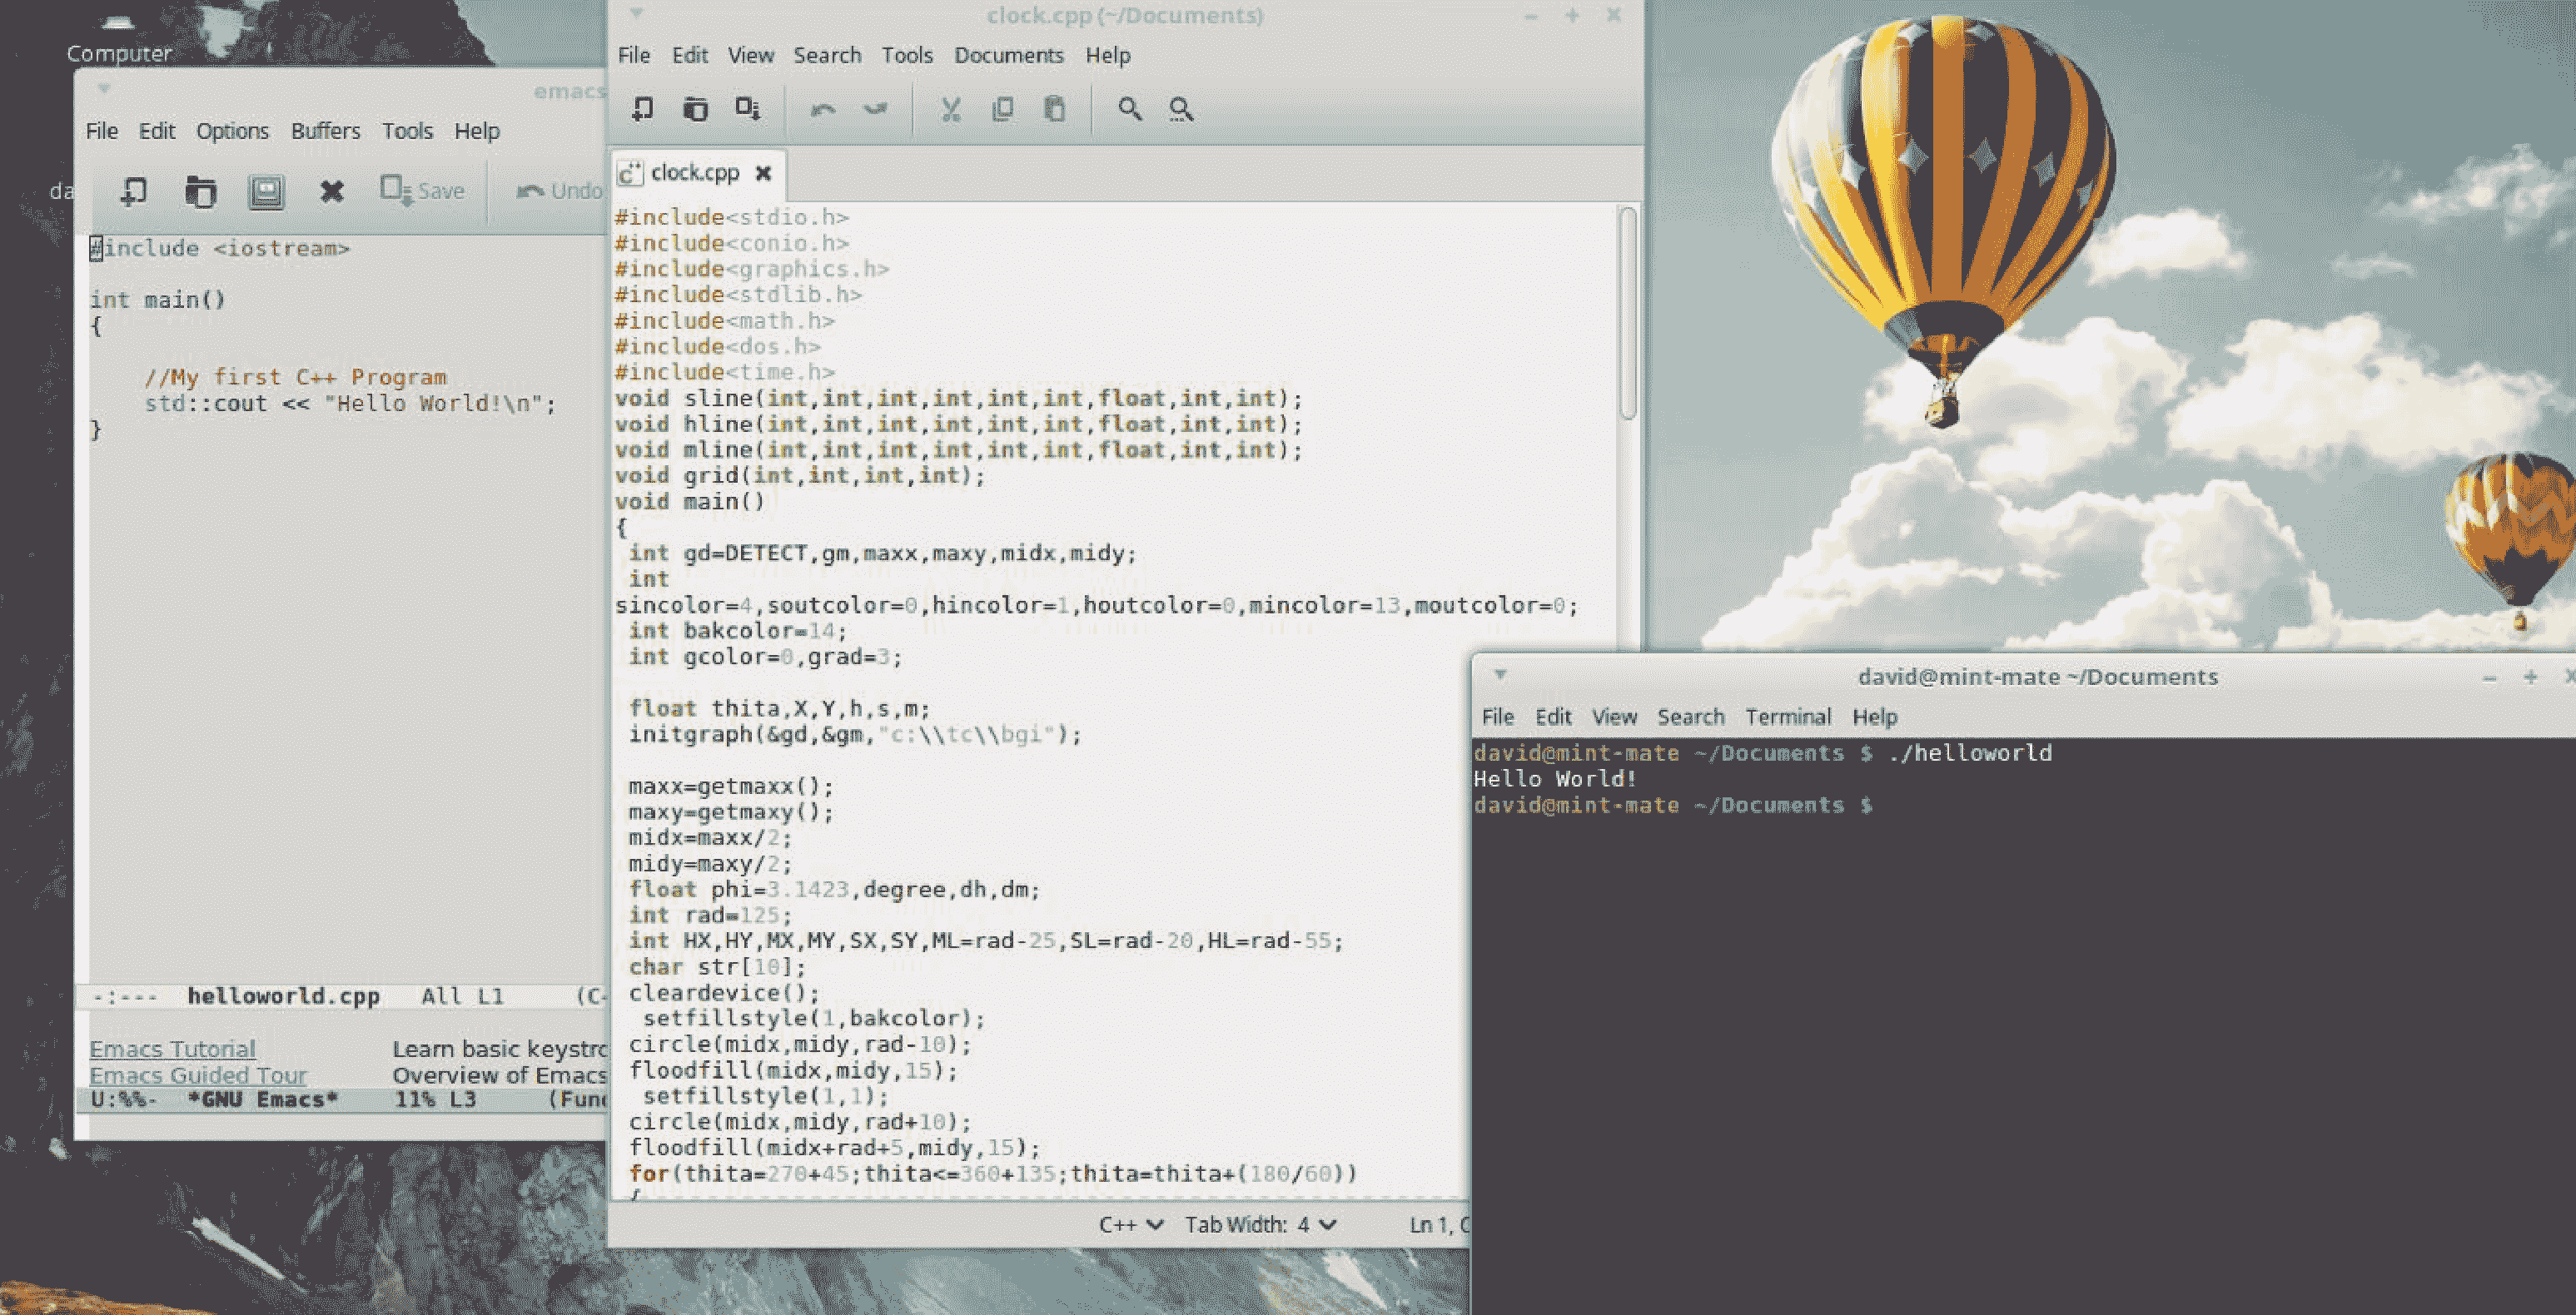 Computer
da
emacs
File Edit Options Buffers Tools Help
Save Undo
#include <iostream>
int main()
{
//My first C++ Program
std::cout << "Hello World!\n";
}
-:--- helloworld.cpp All L1 (C-
Emacs Tutorial Learn basic keystro
Emacs Guided Tour Overview of Emacs
U:%%- *GNU Emacs* 11% L3 (Fund
clock.cpp (~/Documents)
File Edit View Search Tools Documents Help
clock.cpp
#include<stdio.h>
#include<conio.h>
#include<graphics.h>
#include<stdlib.h>
#include<math.h>
#include<dos.h>
#include<time.h>
void sline(int,int,int,int,int,int,float,int,int);
void hline(int,int,int,int,int,int,float,int,int);
void mline(int,int,int,int,int,int,float,int,int);
void grid(int,int,int,int);
void main()
{
int gd=DETECT,gm,maxx,maxy,midx,midy;
int
sincolor=4,soutcolor=0,hincolor=1,houtcolor=0,mincolor=13,moutcolor=0;
int bakcolor=14;
int gcolor=0,grad=3;
float thita,X,Y,h,s,m;
initgraph(&gd,&gm,"c:\\tc\\bgi");
maxx=getmaxx();
maxy=getmaxy();
midx=maxx/2;
midy=maxy/2;
float phi=3.1423,degree,dh,dm;
int rad=125;
int HX,HY,MX,MY,SX,SY,ML=rad-25,SL=rad-20,HL=rad-55;
char str[10];
cleardevice();
setfillstyle(1,bakcolor);
circle(midx,midy,rad-10);
floodfill(midx,midy,15);
setfillstyle(1,1);
circle(midx,midy,rad+10);
floodfill(midx+rad+5,midy,15);
for(thita=270+45;thita<=360+135;thita=thita+(180/60))
{
C++ Tab Width: 4 Ln 1, C
david@mint-mate ~/Documents
File Edit View Search Terminal Help
david@mint-mate ~/Documents $ ./helloworld
Hello World!
david@mint-mate ~/Documents $